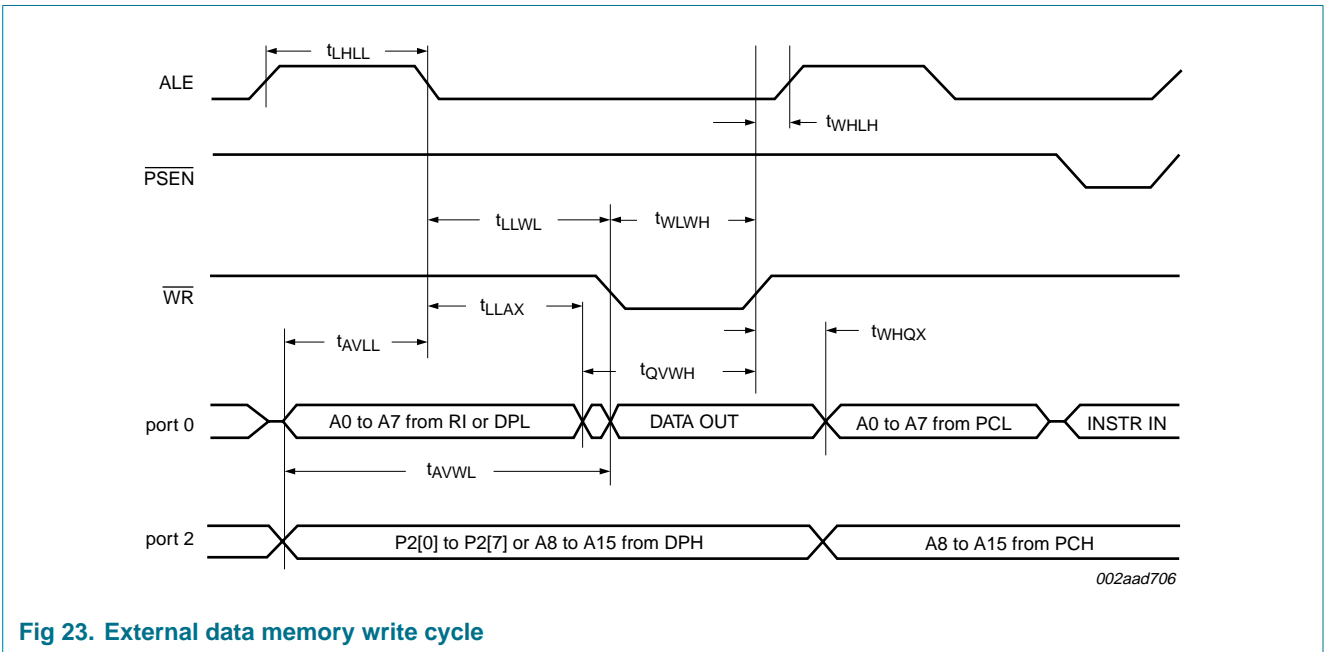 tLHLL
ALE
tWHLH
PSEN
tLLWL
tWLWH
WR
tLLAX
tWHQX
tAVLL
tQVWH
port 0
A0 to A7 from RI or DPL
DATA OUT
A0 to A7 from PCL
INSTR IN
tAVWL
port 2
P2[0] to P2[7] or A8 to A15 from DPH
A8 to A15 from PCH
002aad706
Fig 23. External data memory write cycle